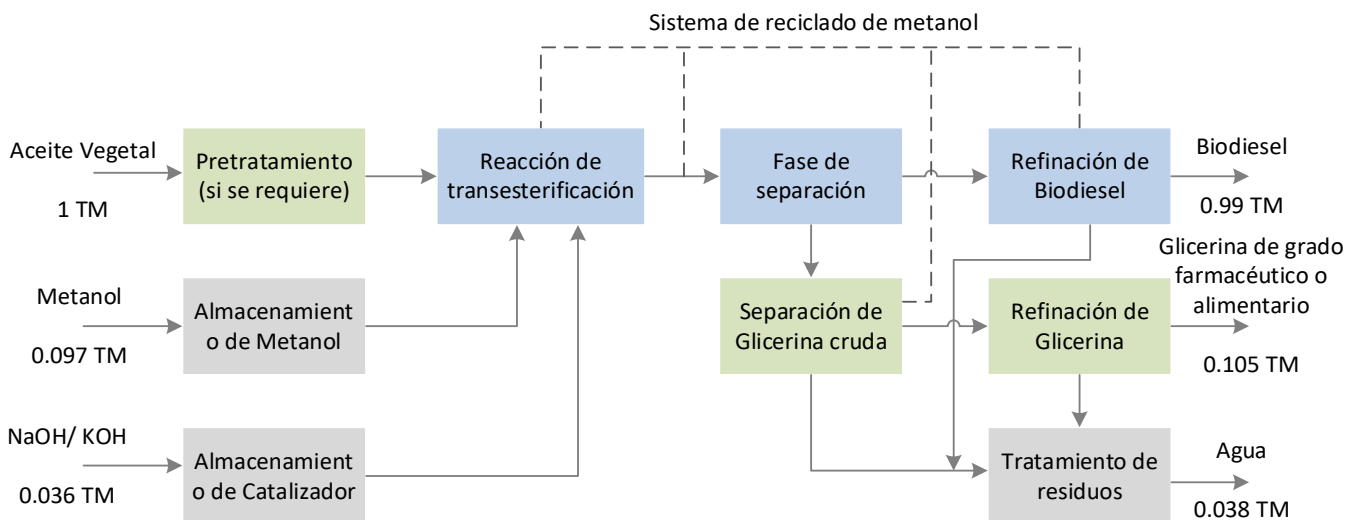 Sistema de reciclado de metanol
Aceite Vegetal
1 TM
Pretratamiento
(si se requiere)
Reacción de
transesterificación
Fase de
separación
Refinación de
Biodiesel
Biodiesel
0.99 TM
Metanol
0.097 TM
Almacenamient
o de Metanol
Separación de
Glicerina cruda
Refinación de
Glicerina
Glicerina de grado
farmacéutico o
alimentario
0.105 TM
NaOH/ KOH
0.036 TM
Almacenamient
o de Catalizador
Tratamiento de
residuos
Agua
0.038 TM